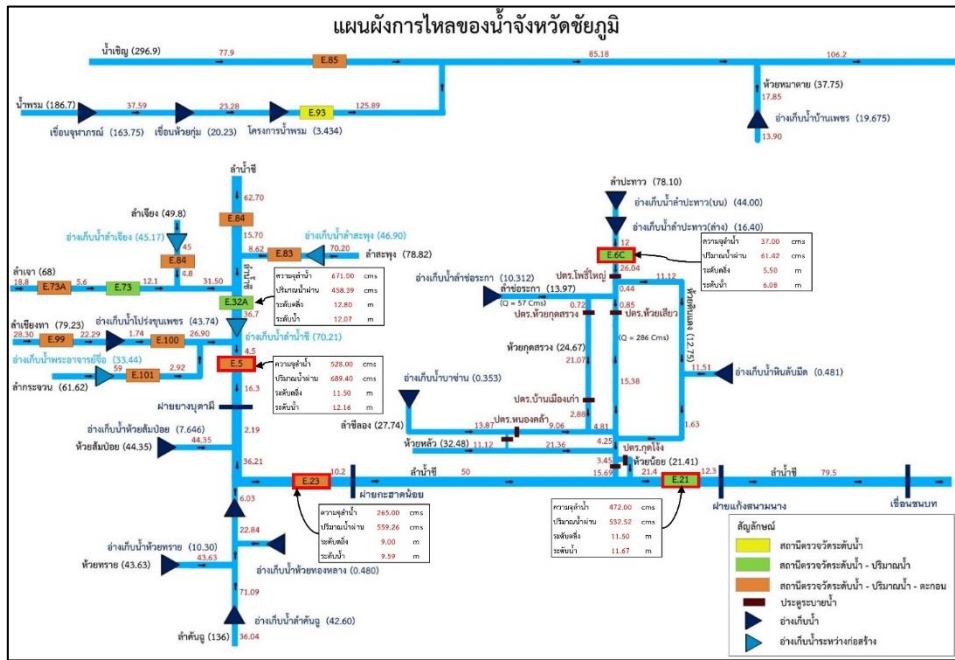 แผนผังการไหลของน้ำจังหวัดชัยภูมิ
น้ำเชิญ (296.9)
77.9
E.85
85.18
106.2
น้ำพรม (186.7)
37.59
23.28
125.89
E.93
เขื่อนจุฬาภรณ์ (163.75)
เขื่อนห้วยกุ่ม (20.23)
โครงการน้ำพรม (3.434)
ห้วยหมาตาย (37.75)
17.85
อ่างเก็บน้ำบ้านเพชร (19.675)
13.90
ลำน้ำชี
62.70
E.84
15.70
8.62
E.83
70.20
อ่างเก็บน้ำลำสะพุง (46.90)
ลำสะพุง (78.82)
ลำเจียง (49.8)
อ่างเก็บน้ำลำเจียง (45.17)
45
E.84
4.8
ลำเจา (68)
18.8
E.73A
5.6
E.73
12.1
31.50
ลำน้ำชี
E.32A
36.7
ความจุลำน้ำ 671.00 cms
ปริมาณน้ำผ่าน 458.39 cms
ระดับตลิ่ง 12.80 m
ระดับน้ำ 12.07 m
ลำเชียงทา (79.23)
อ่างเก็บน้ำโปร่งขุนเพชร (43.74)
28.30
E.99
22.29
1.74
E.100
26.90
อ่างเก็บน้ำลำน้ำชี (70.21)
4.5
อ่างเก็บน้ำพระอาจารย์จื่อ (33.44)
59
E.101
2.92
ลำกระจวน (61.62)
E.5
ความจุลำน้ำ 528.00 cms
ปริมาณน้ำผ่าน 689.40 cms
ระดับตลิ่ง 11.50 m
ระดับน้ำ 12.16 m
16.3
ฝายยางบุตามี
2.19
อ่างเก็บน้ำห้วยส้มป่อย (7.646)
ห้วยส้มป่อย (44.35)
44.35
36.21
E.23
10.2
ฝายกะฮาดน้อย
50
ลำน้ำชี
ความจุลำน้ำ 265.00 cms
ปริมาณน้ำผ่าน 559.26 cms
ระดับตลิ่ง 9.00 m
ระดับน้ำ 9.59 m
6.03
22.84
อ่างเก็บน้ำห้วยทราย (10.30)
ห้วยทราย (43.63)
43.63
อ่างเก็บน้ำห้วยทองหลาง (0.480)
71.09
อ่างเก็บน้ำลำคันฉู (42.60)
ลำคันฉู (136)
36.04
ลำปะทาว (78.10)
อ่างเก็บน้ำลำปะทาว(บน) (44.00)
อ่างเก็บน้ำลำปะทาว(ล่าง) (16.40)
12
E.6C
ความจุลำน้ำ 37.00 cms
ปริมาณน้ำผ่าน 61.42 cms
ระดับตลิ่ง 5.50 m
ระดับน้ำ 6.08 m
26.04
ปตร.โพธิ์ใหญ่
11.12
0.44
อ่างเก็บน้ำลำช่อระกา (10.312)
ลำช่อระกา (13.97)
(Q = 57 Cms)
0.72
ปตร.ห้วยกุดสรวง
0.85
ปตร.ห้วยเสียว
(Q = 286 Cms)
ห้วยดินแดง (12.75)
ห้วยกุดสรวง (24.67)
21.07
15.38
11.51
อ่างเก็บน้ำหินลับมีด (0.481)
อ่างเก็บน้ำบาซ่าน (0.353)
ปตร.บ้านเมืองเก่า
2.88
ปตร.หนองคล้า
ลำชีลอง (27.74)
13.87
9.06
4.81
1.63
ห้วยหลัว (32.48)
11.12
21.36
4.25
ปตร.กุดโง้ง
3.45
ห้วยน้อย (21.41)
15.69
21.4
E.21
12.3
ลำน้ำชี
79.5
ฝายแก้งสนามนาง
เขื่อนชนบท
ความจุลำน้ำ 472.00 cms
ปริมาณน้ำผ่าน 532.52 cms
ระดับตลิ่ง 11.50 m
ระดับน้ำ 11.67 m
สัญลักษณ์
สถานีตรวจวัดระดับน้ำ
สถานีตรวจวัดระดับน้ำ - ปริมาณน้ำ
สถานีตรวจวัดระดับน้ำ - ปริมาณน้ำ - ตะกอน
ประตูระบายน้ำ
อ่างเก็บน้ำ
อ่างเก็บน้ำระหว่างก่อสร้าง